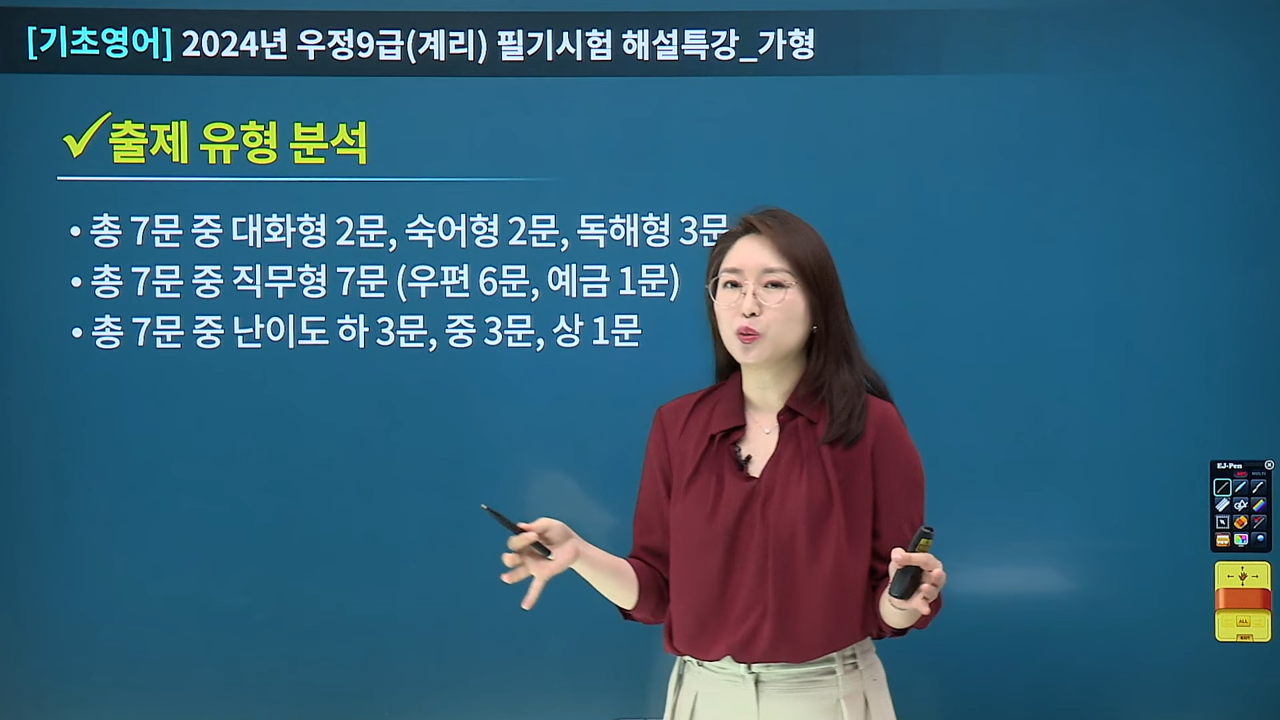 [기초영어] 2024년 우정9급(계리) 필기시험 해설특강_가형
✓출제 유형 분석
• 총 7문 중 대화형 2문, 숙어형 2문, 독해형 3문
• 총 7문 중 직무형 7문 (우편 6문, 예금 1문)
• 총 7문 중 난이도 하 3문, 중 3문, 상 1문
EJ-Pen
ALL